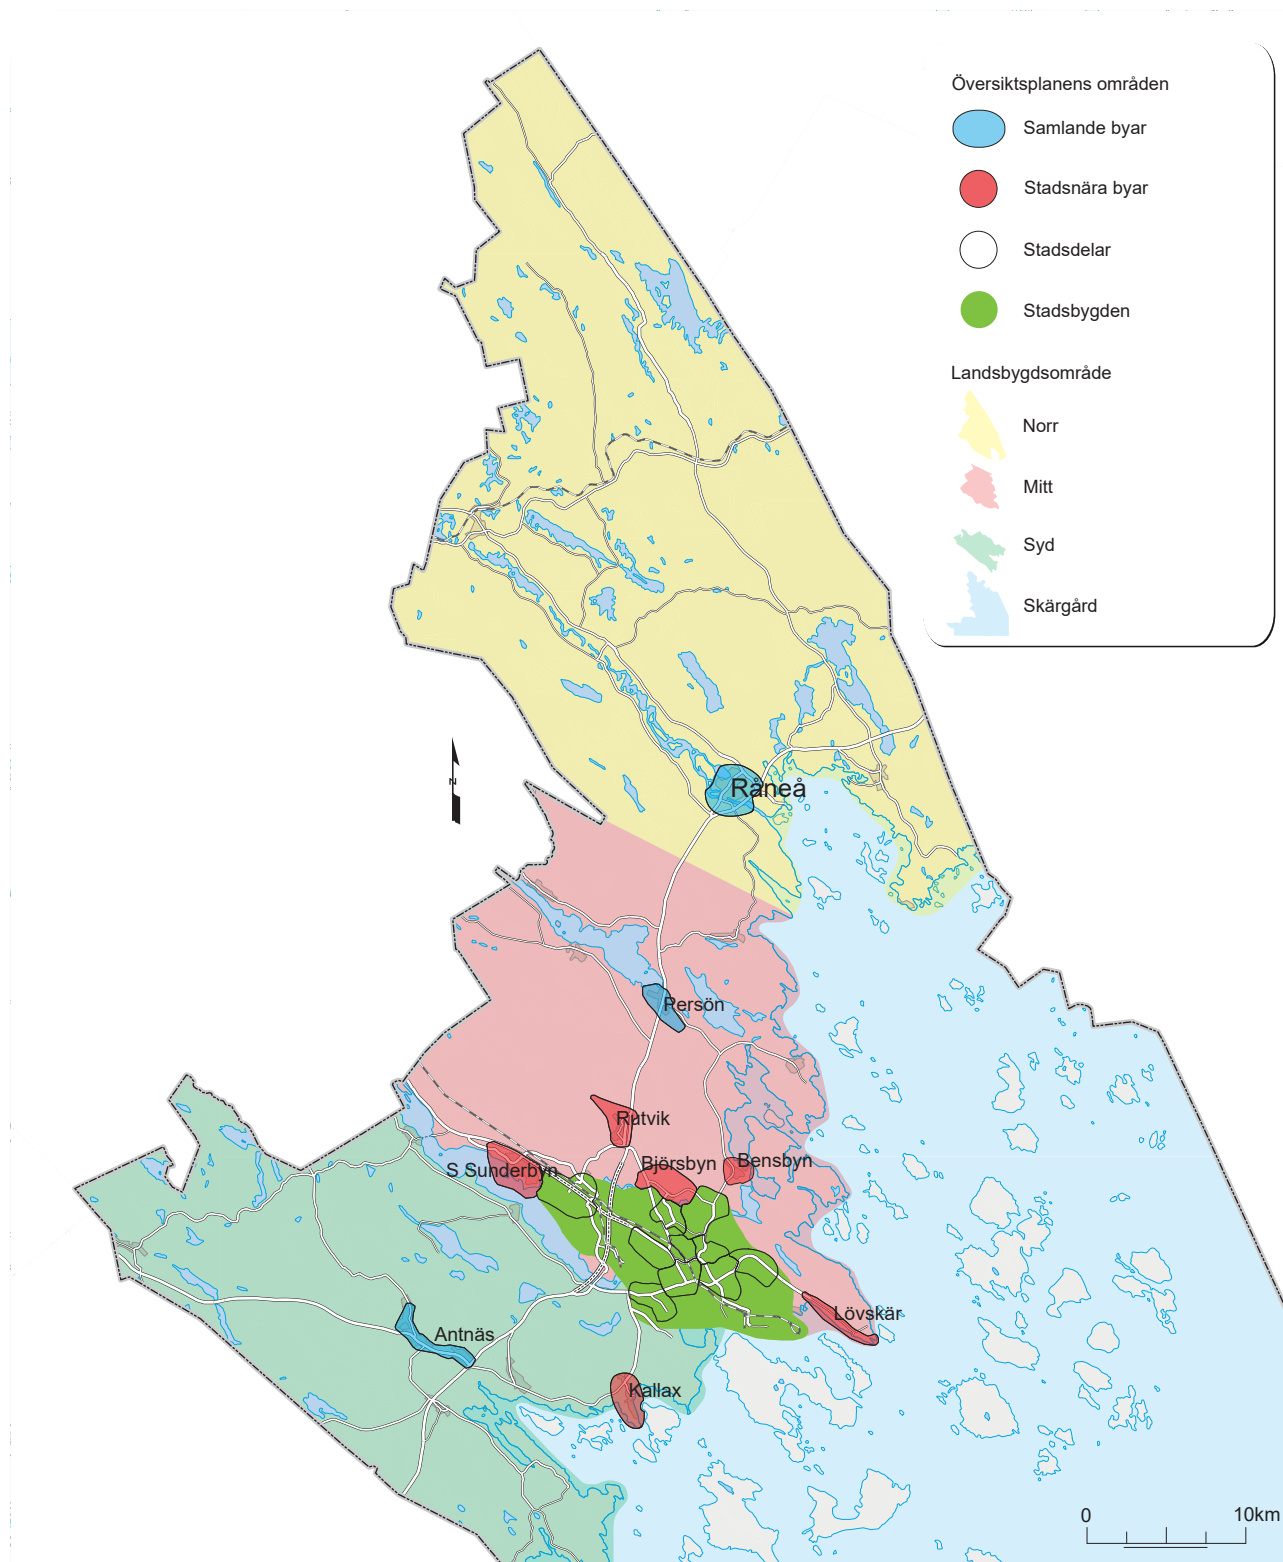 Översiktsplanens områden
Samlande byar
Stadsnära byar
Stadsdelar
Stadsbygden
Landsbygdsområde
Norr
Mitt
Syd
Skärgård
N
Råneå
Persön
Rutvik
S Sunderbyn
Björsbyn
Bensbyn
Lövskär
Antnäs
Kallax
0 10km